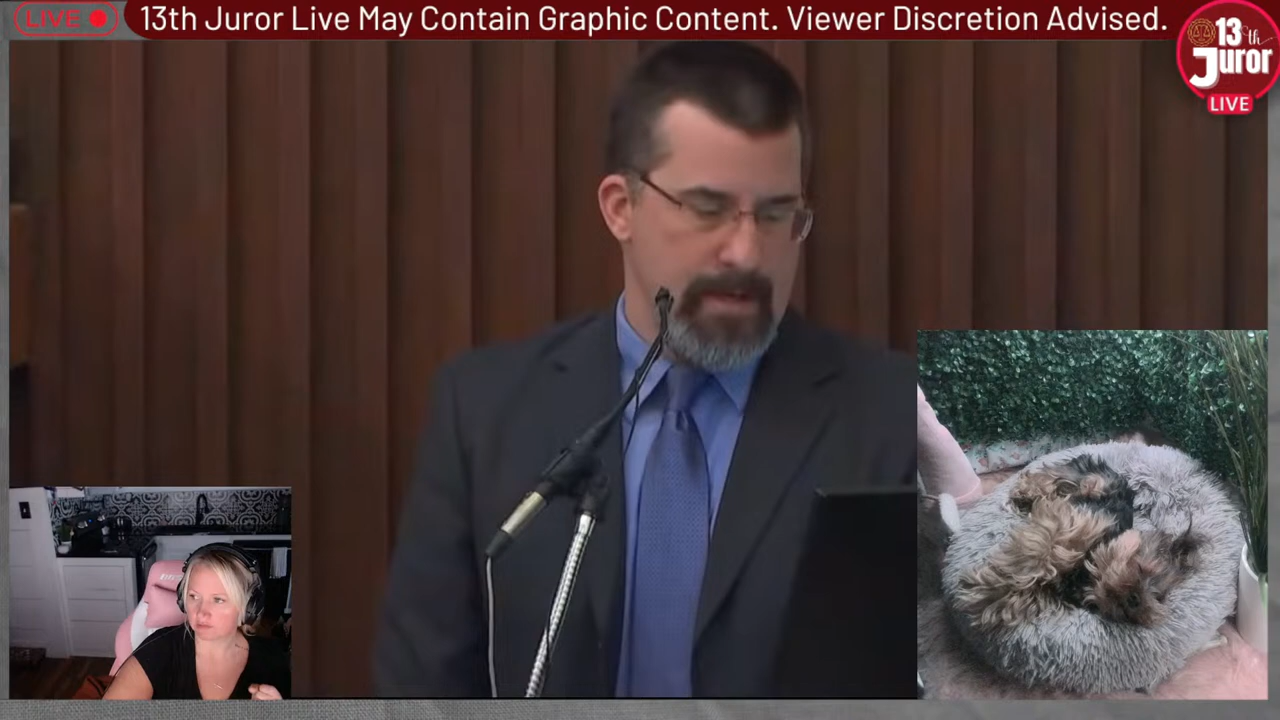 LIVE
13th Juror Live May Contain Graphic Content. Viewer Discretion Advised.
13th
Juror
LIVE